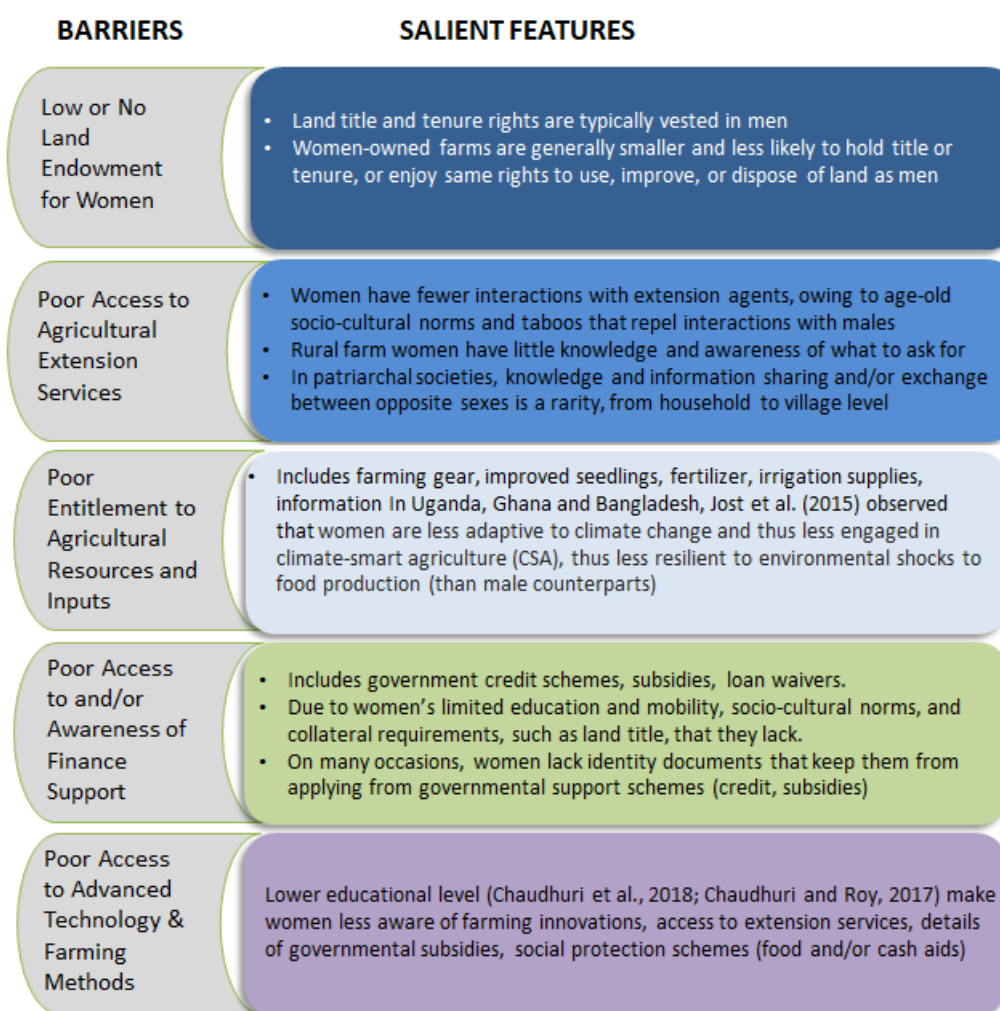 BARRIERS
SALIENT FEATURES
Low or No
Land
Endowment
for Women
• Land title and tenure rights are typically vested in men
• Women-owned farms are generally smaller and less likely to hold title or
tenure, or enjoy same rights to use, improve, or dispose of land as men
Poor Access to
Agricultural
Extension
Services
• Women have fewer interactions with extension agents, owing to age-old
socio-cultural norms and taboos that repel interactions with males
• Rural farm women have little knowledge and awareness of what to ask for
• In patriarchal societies, knowledge and information sharing and/or exchange
between opposite sexes is a rarity, from household to village level
Poor
Entitlement to
Agricultural
Resources and
Inputs
• Includes farming gear, improved seedlings, fertilizer, irrigation supplies,
information In Uganda, Ghana and Bangladesh, Jost et al. (2015) observed
that women are less adaptive to climate change and thus less engaged in
climate-smart agriculture (CSA), thus less resilient to environmental shocks to
food production (than male counterparts)
Poor Access
to and/or
Awareness of
Finance
Support
• Includes government credit schemes, subsidies, loan waivers.
• Due to women's limited education and mobility, socio-cultural norms, and
collateral requirements, such as land title, that they lack.
• On many occasions, women lack identity documents that keep them from
applying from governmental support schemes (credit, subsidies)
Poor Access
to Advanced
Technology &
Farming
Methods
Lower educational level (Chaudhuri et al., 2018; Chaudhuri and Roy, 2017) make
women less aware of farming innovations, access to extension services, details
of governmental subsidies, social protection schemes (food and/or cash aids)